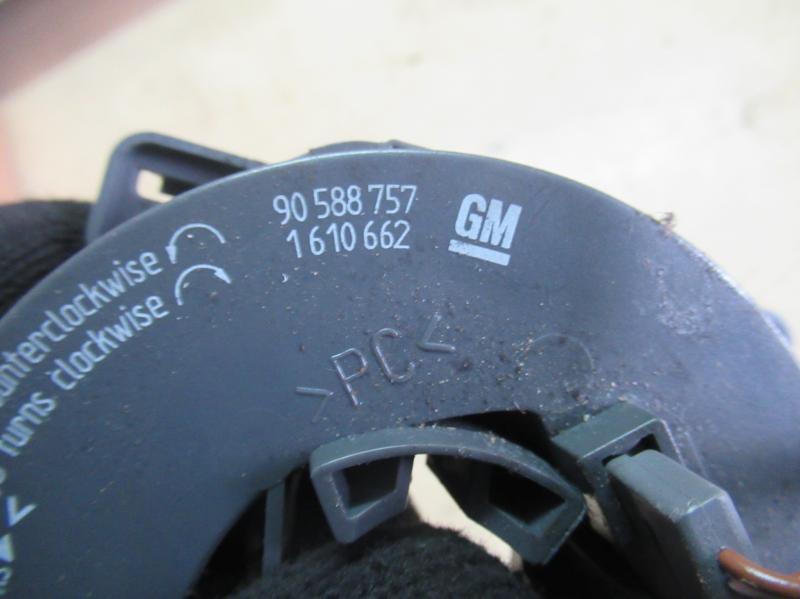 90 588 757
1 610 662
GM
>PC<
unterclockwise
turns clockwise